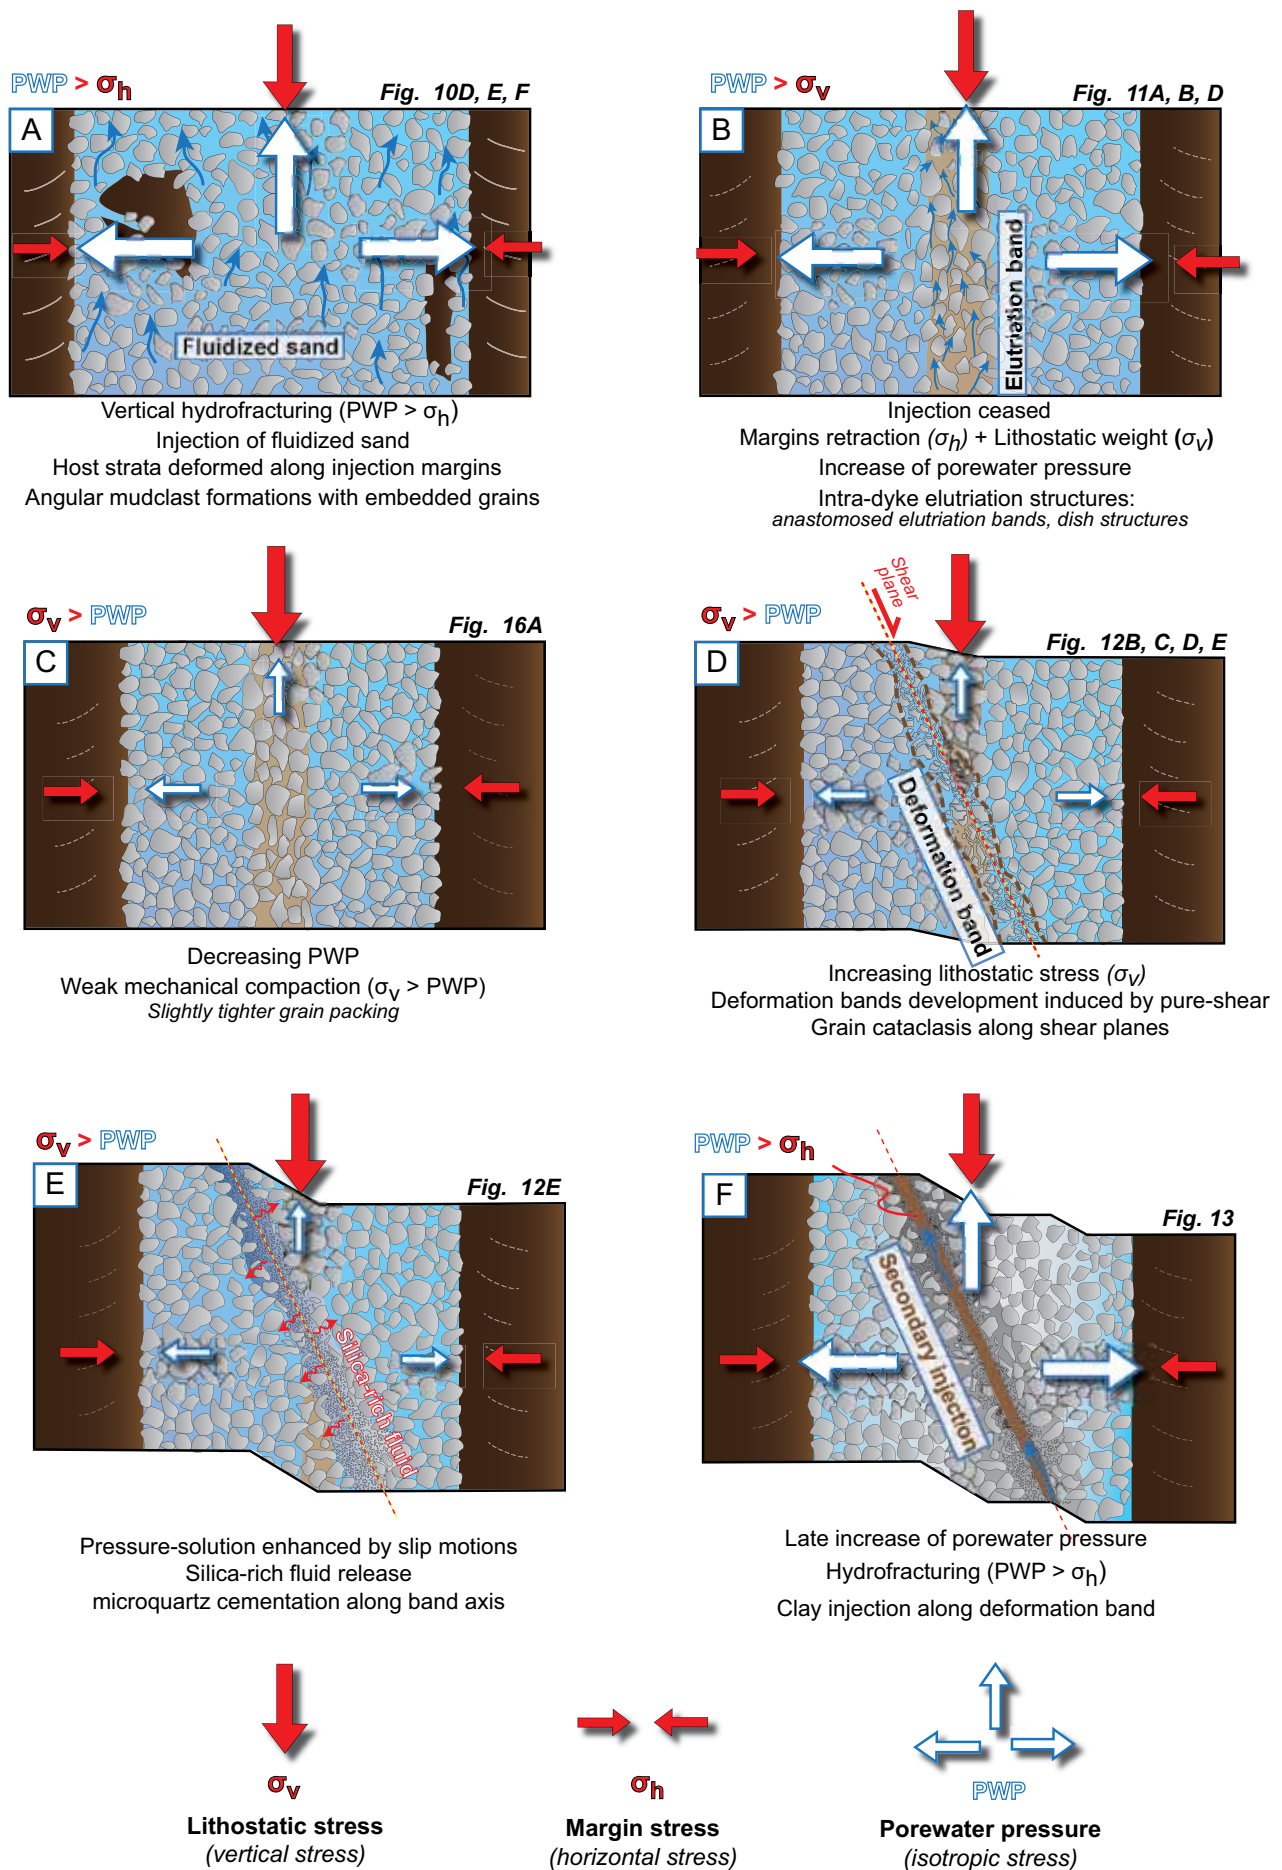 PWP > σh
Fig. 10D, E, F
A
Fluidized sand
Vertical hydrofracturing (PWP > σh)
Injection of fluidized sand
Host strata deformed along injection margins
Angular mudclast formations with embedded grains
PWP > σv
Fig. 11A, B, D
B
Elutriation band
Injection ceased
Margins retraction (σh) + Lithostatic weight (σv)
Increase of porewater pressure
Intra-dyke elutriation structures:
anastomosed elutriation bands, dish structures
σv > PWP
Fig. 16A
C
Decreasing PWP
Weak mechanical compaction (σv > PWP)
Slightly tighter grain packing
σv > PWP
Shear
plane
Fig. 12B, C, D, E
D
Deformation band
Increasing lithostatic stress (σv)
Deformation bands development induced by pure-shear
Grain cataclasis along shear planes
σv > PWP
Fig. 12E
E
Silica-rich fluid
Pressure-solution enhanced by slip motions
Silica-rich fluid release
microquartz cementation along band axis
PWP > σh
Fig. 13
F
Secondary injection
Late increase of porewater pressure
Hydrofracturing (PWP > σh)
Clay injection along deformation band
σv
Lithostatic stress
(vertical stress)
σh
Margin stress
(horizontal stress)
PWP
Porewater pressure
(isotropic stress)